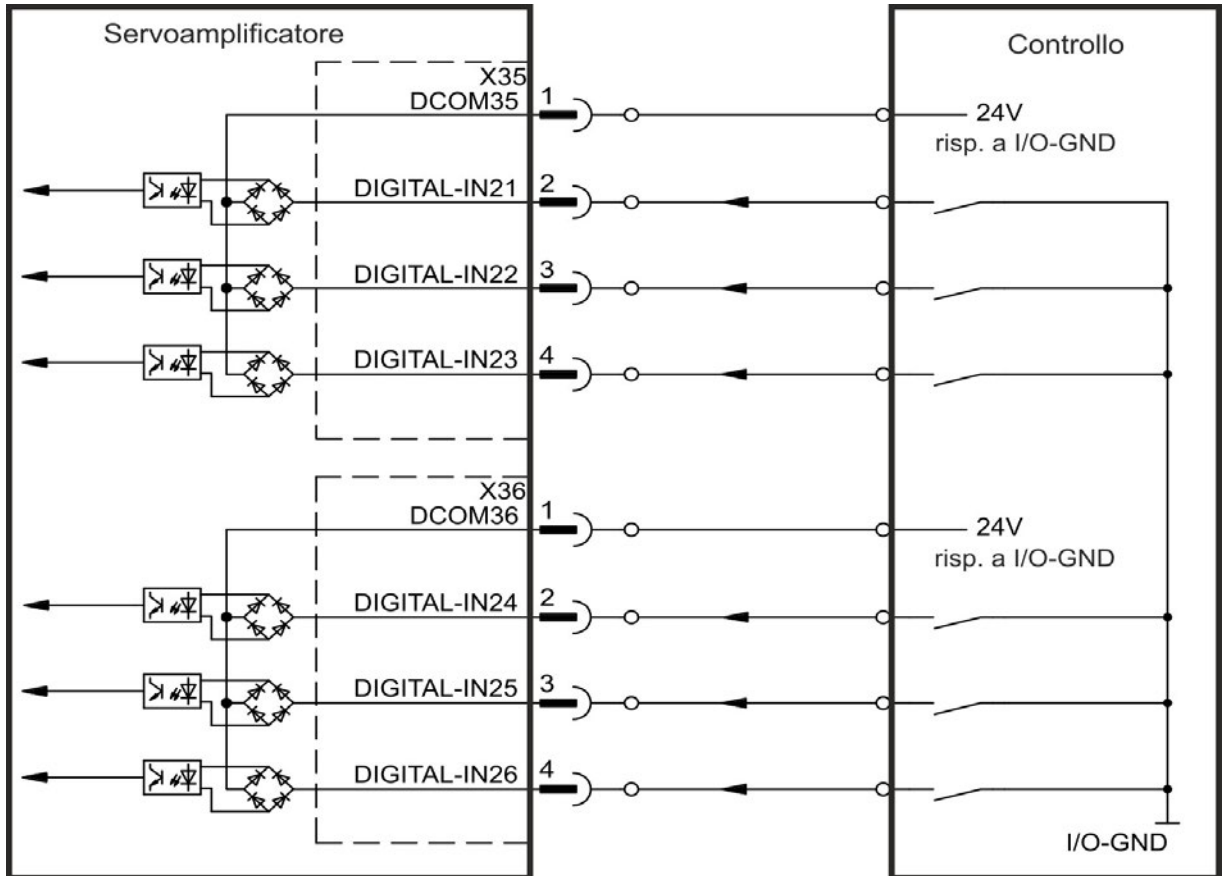 Servoamplificatore
Controllo
X35
DCOM35
1
24V
risp. a I/O-GND
DIGITAL-IN21
2
DIGITAL-IN22
3
DIGITAL-IN23
4
X36
DCOM36
1
24V
risp. a I/O-GND
DIGITAL-IN24
2
DIGITAL-IN25
3
DIGITAL-IN26
4
I/O-GND